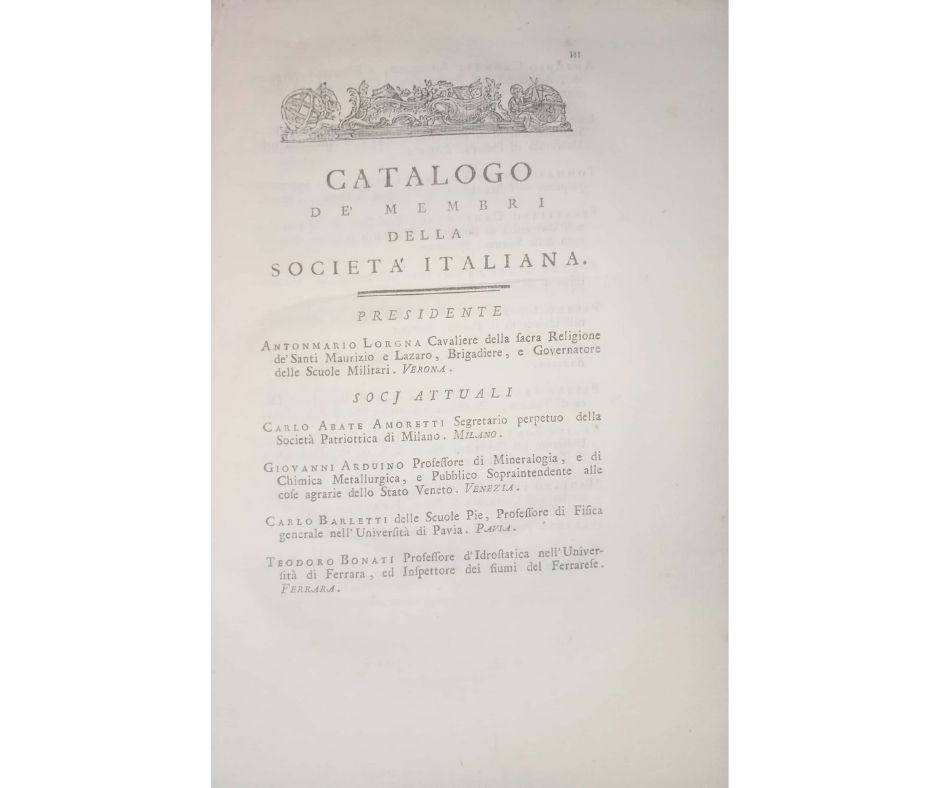 III
CATALOGO
DE' MEMBRI
DELLA
SOCIETÁ ITALIANA.
PRESIDENTE
ANTONMARIO LORGNA Cavaliere della ſacra Religione
de' Santi Maurizio e Lazaro, Brigadiere, e Governatore
delle Scuole Militari. VERONA.
SOCJ ATTUALI
CARLO ABATE AMORETTI Segretario perpetuo della
Società Patriottica di Milano. MILANO.
GIOVANNI ARDUINO Profeſſore di Mineralogia, e di
Chimica Metallurgica, e Pubblico Sopraintendente alle
coſe agrarie dello Stato Veneto. VENEZIA.
CARLO BARLETTI delle Scuole Pie, Profeſſore di Fiſica
generale nell' Univerſità di Pavia. PAVIA.
TEODORO BONATI Profeſſore d'Idroſtatica nell' Univer-
ſità di Ferrara, ed Inſpettore dei fiumi del Ferrareſe.
FERRARA.